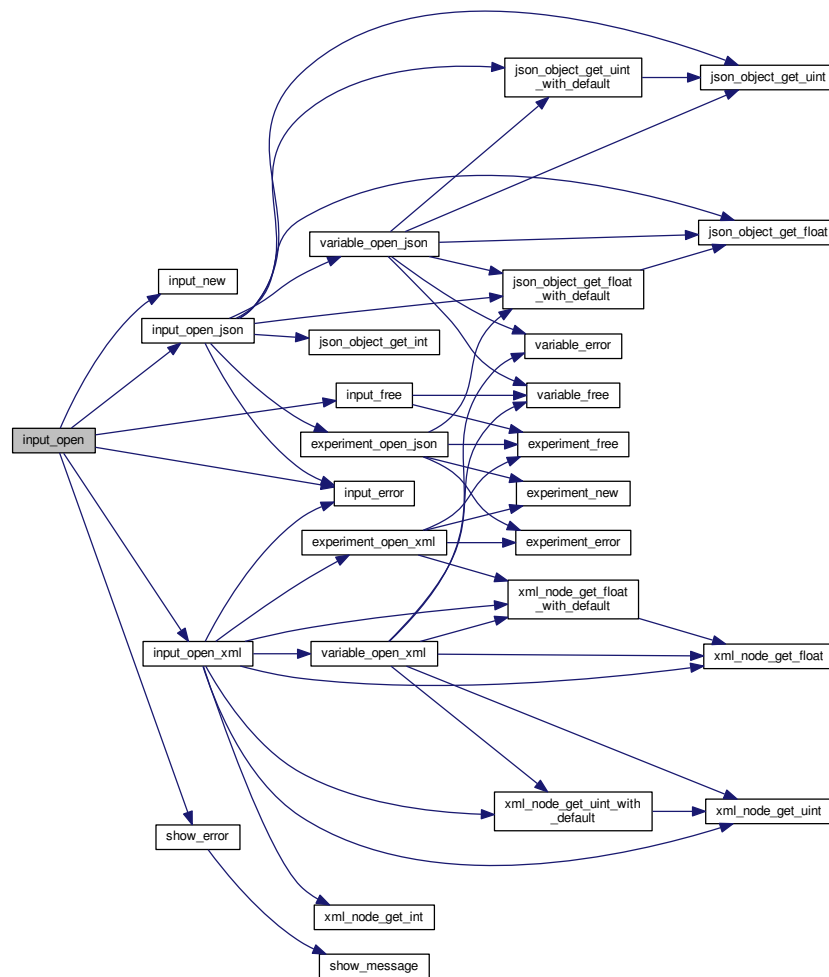 json_object_get_uint
_with_default
json_object_get_uint
variable_open_json
json_object_get_float
input_new
json_object_get_float
_with_default
input_open_json
json_object_get_int
variable_error
input_free
variable_free
input_open
experiment_open_json
experiment_free
input_error
experiment_new
experiment_open_xml
experiment_error
xml_node_get_float
_with_default
input_open_xml
variable_open_xml
xml_node_get_float
xml_node_get_uint_with
_default
xml_node_get_uint
show_error
xml_node_get_int
show_message